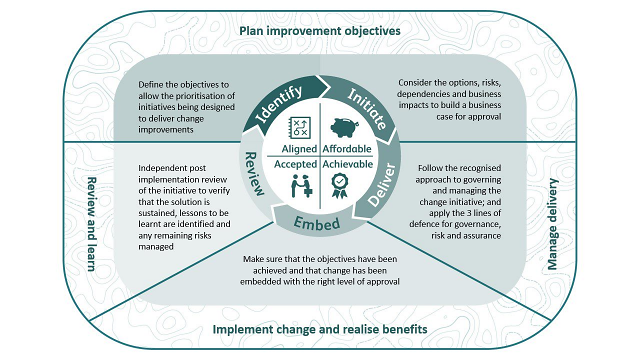 Plan improvement objectives
Define the objectives to
allow the prioritisation of
initiatives being designed
to deliver change
improvements
Consider the options, risks,
dependencies and business
impacts to build a business
case for approval
Identify
Initiate
Deliver
Embed
Review
Aligned
Affordable
Accepted
Achievable
Independent post
implementation review
of the initiative to verify
that the solution is
sustained, lessons to be
learnt are identified and
any remaining risks
managed
Follow the recognised
approach to governing
and managing the
change initiative; and
apply the 3 lines of
defence for governance,
risk and assurance
Make sure that the objectives have been
achieved and that change has been
embedded with the right level of approval
Review and learn
Manage delivery
Implement change and realise benefits